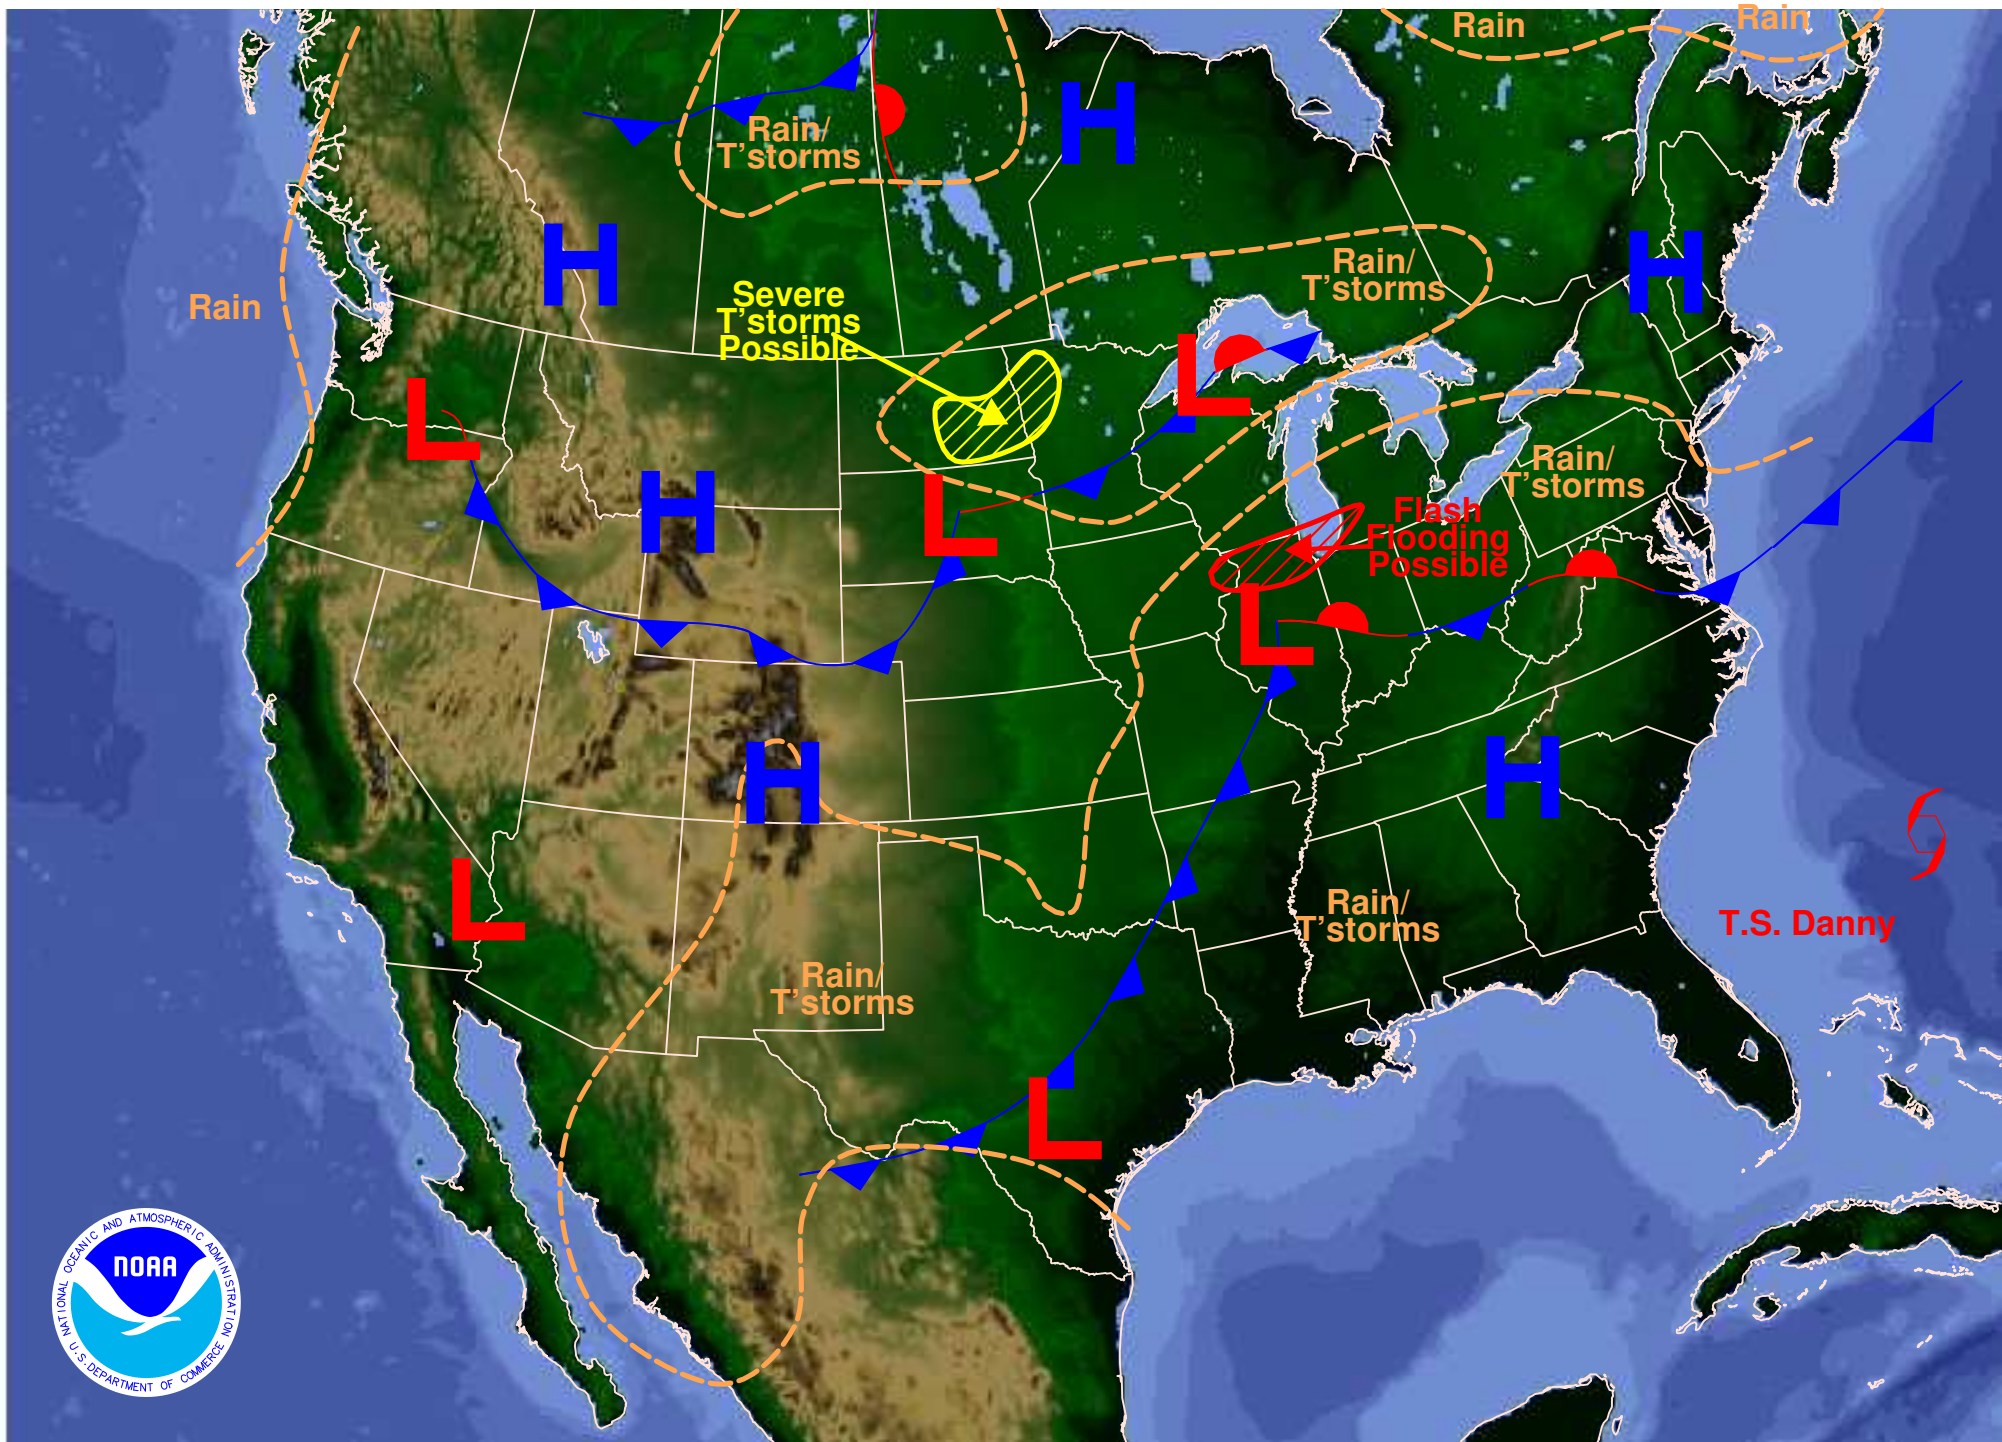 Rain
Rain
Rain/
T'storms
H
H
H
Rain/
T'storms
Rain
Severe
T'storms
Possible
L
L
Rain/
T'storms
H
L
Flash
Flooding
Possible
L
H
H
L
Rain/
T'storms
T.S. Danny
Rain/
T'storms
L
NATIONAL OCEANIC AND ATMOSPHERIC ADMINISTRATION
NOAA
U.S. DEPARTMENT OF COMMERCE